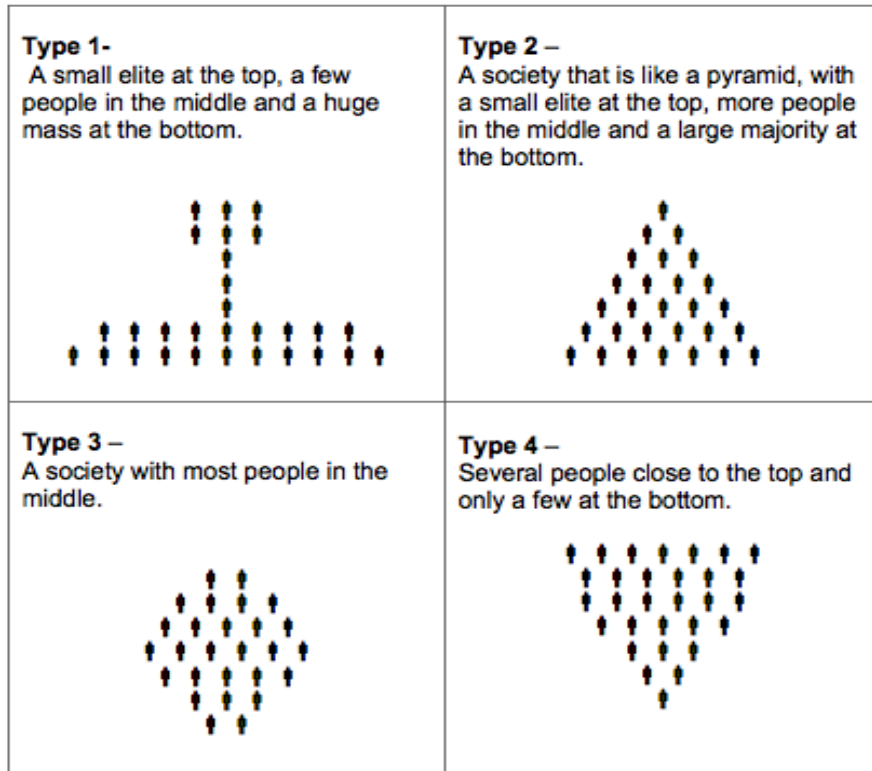 Type 1-
A small elite at the top, a few
people in the middle and a huge
mass at the bottom.
Type 2 –
A society that is like a pyramid, with
a small elite at the top, more people
in the middle and a large majority at
the bottom.
Type 3 –
A society with most people in the
middle.
Type 4 –
Several people close to the top and
only a few at the bottom.